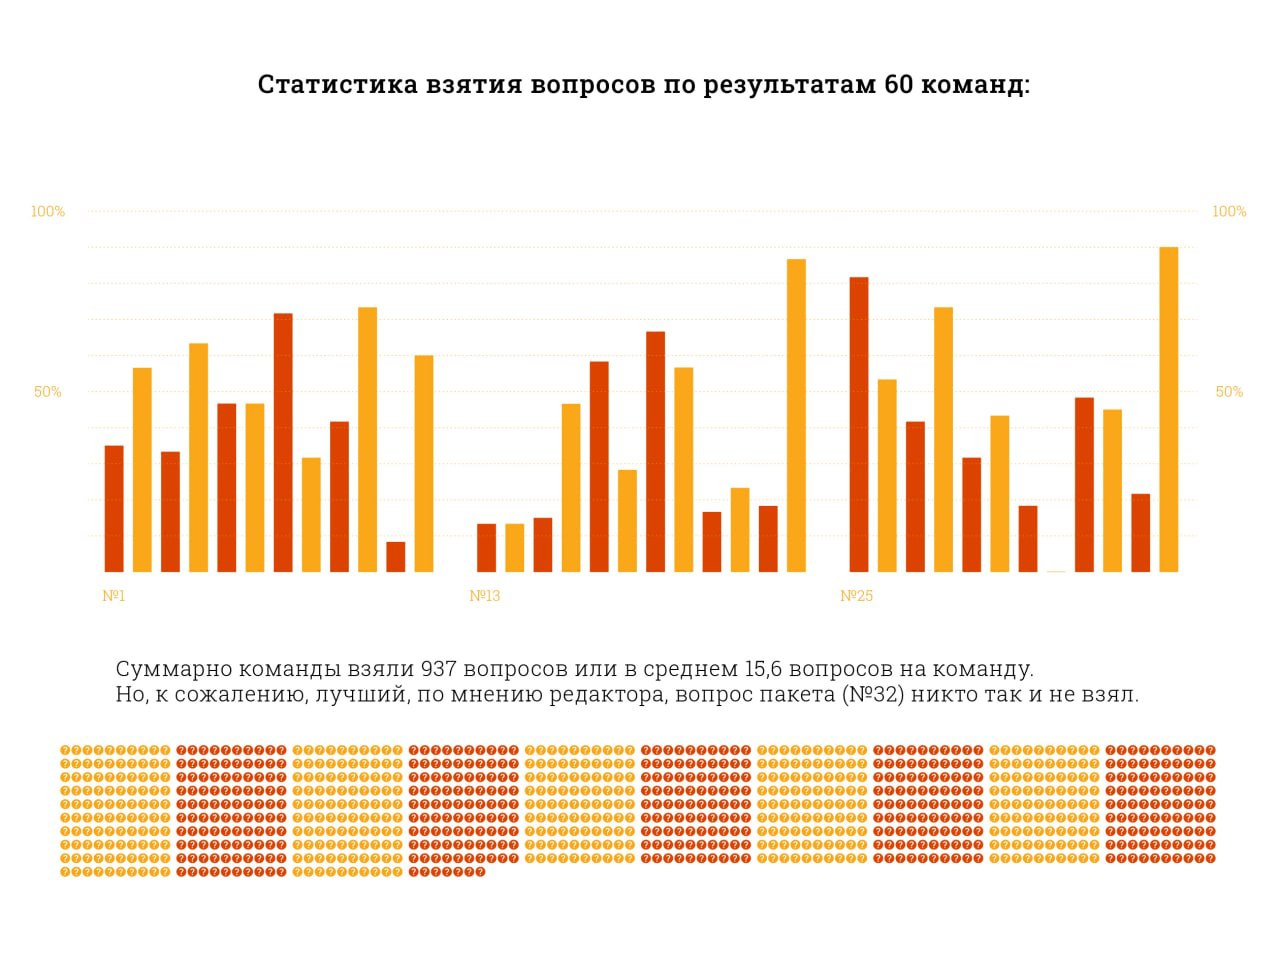 Статистика взятия вопросов по результатам 60 команд:
100% 100%
50% 50%
№1 №13 №25
Суммарно команды взяли 937 вопросов или в среднем 15,6 вопросов на команду.
Но, к сожалению, лучший, по мнению редактора, вопрос пакета (№32) никто так и не взял.